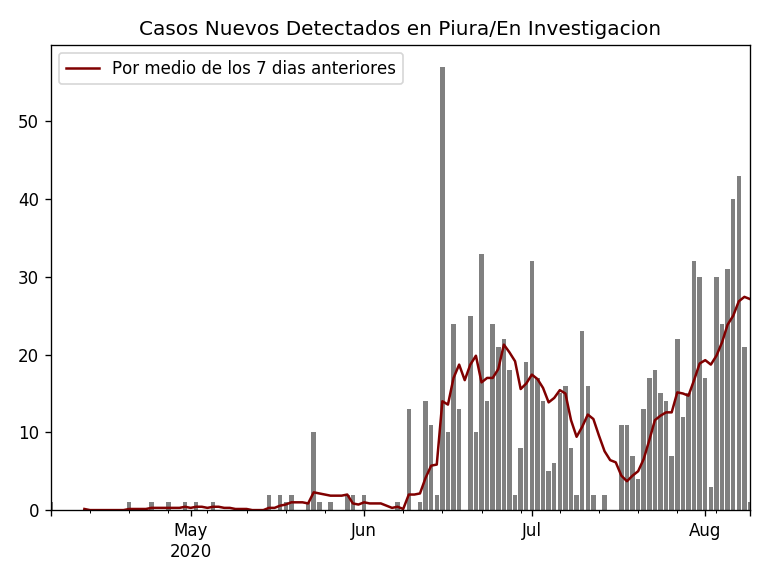 Casos Nuevos Detectados en Piura/En Investigacion
Por medio de los 7 dias anteriores
50
40
30
20
10
0
May
2020
Jun
Jul
Aug